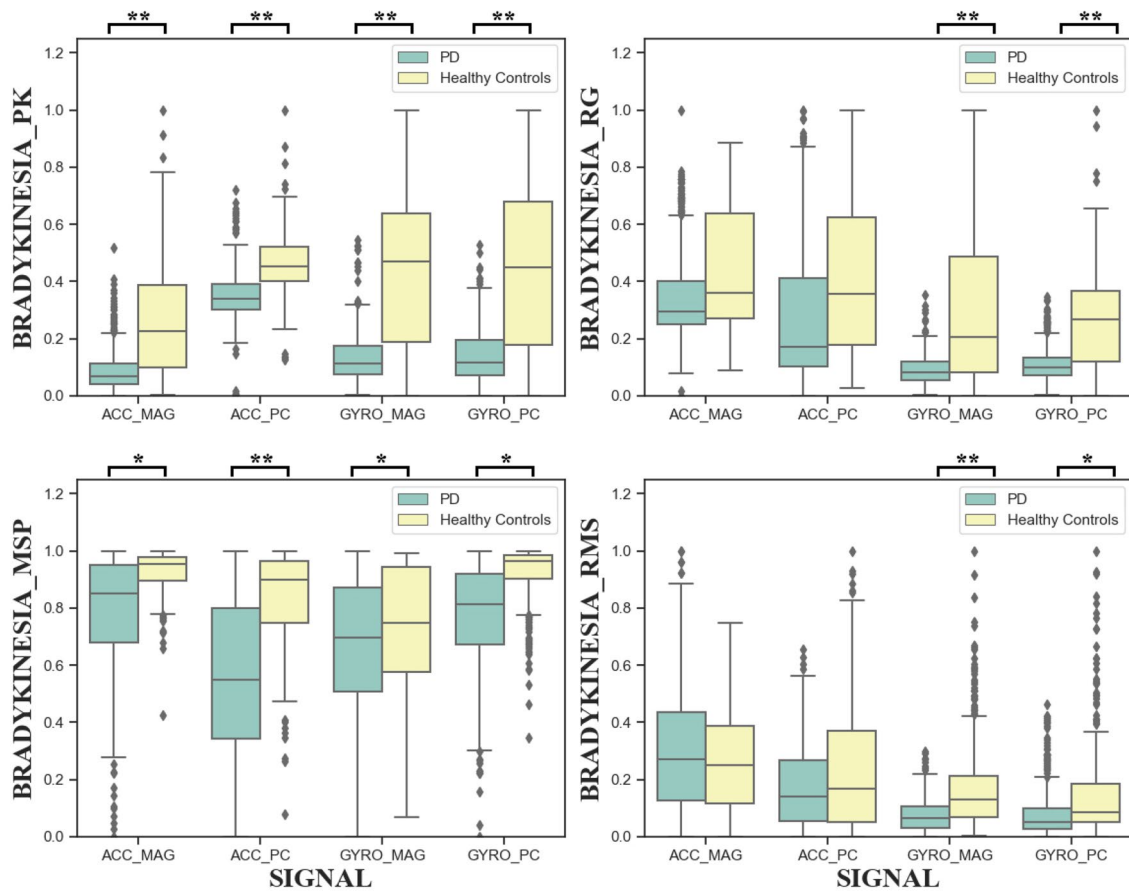 ** ** ** **
BRADYKINESIA_PK
1.2
1.0
0.8
0.6
0.4
0.2
0.0
PD
Healthy Controls
ACC_MAG ACC_PC GYRO_MAG GYRO_PC
** **
BRADYKINESIA_RG
1.2
1.0
0.8
0.6
0.4
0.2
0.0
PD
Healthy Controls
ACC_MAG ACC_PC GYRO_MAG GYRO_PC
* ** * *
BRADYKINESIA_MSP
1.2
1.0
0.8
0.6
0.4
0.2
0.0
PD
Healthy Controls
ACC_MAG ACC_PC GYRO_MAG GYRO_PC
SIGNAL
** *
BRADYKINESIA_RMS
1.2
1.0
0.8
0.6
0.4
0.2
0.0
PD
Healthy Controls
ACC_MAG ACC_PC GYRO_MAG GYRO_PC
SIGNAL